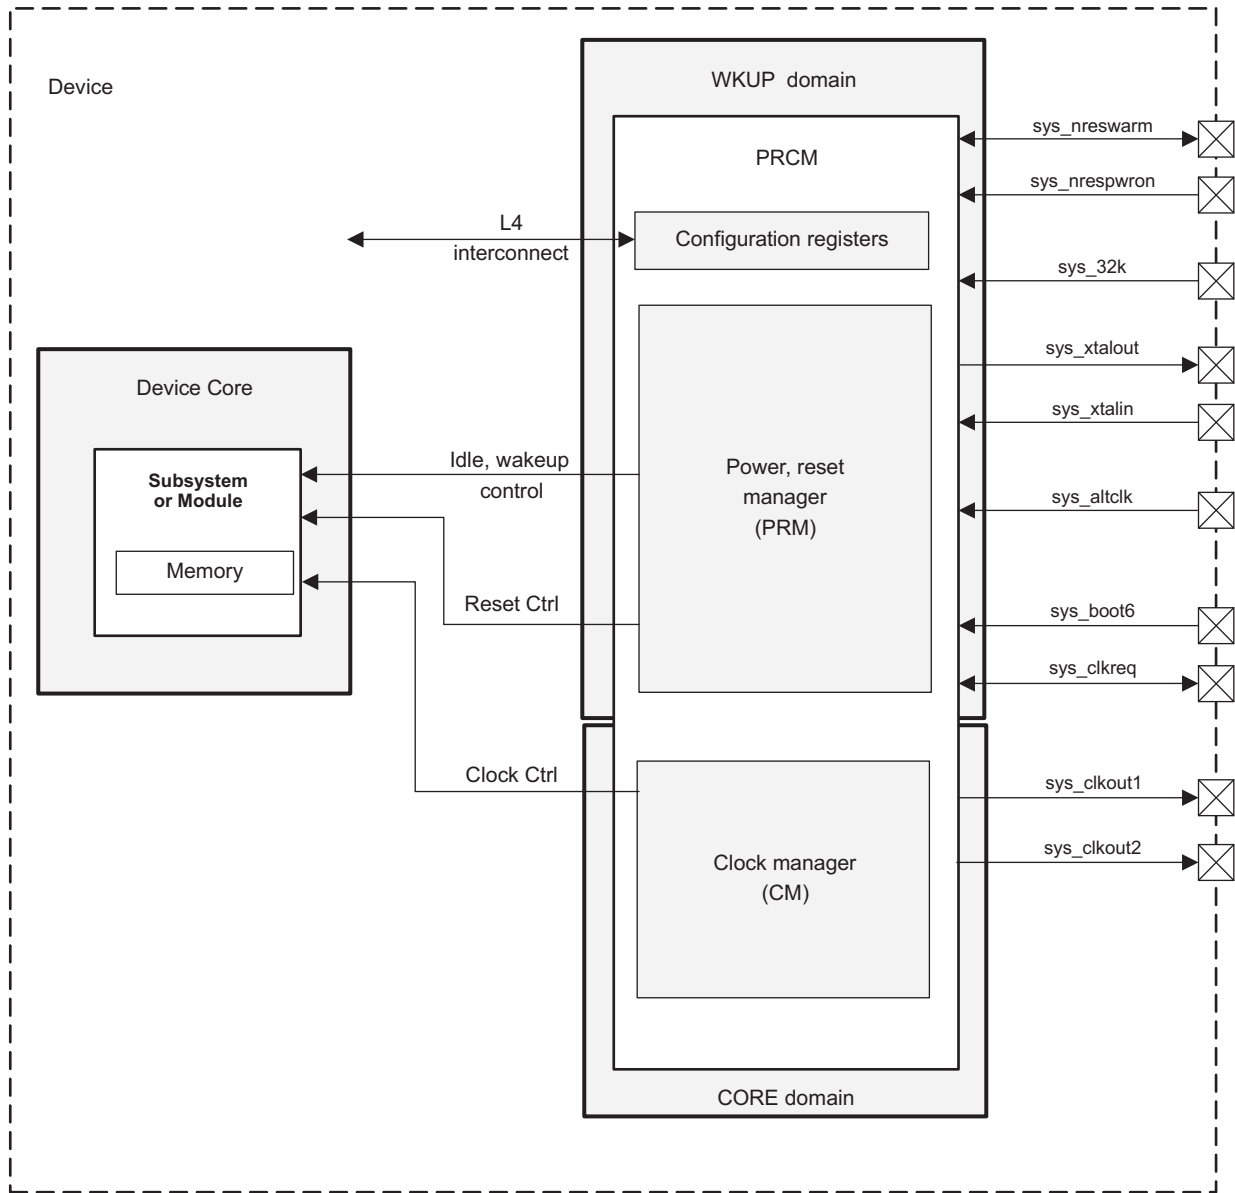 Device
WKUP domain
PRCM
Configuration registers
L4
interconnect
Device Core
Subsystem
or Module
Memory
Idle, wakeup
control
Reset Ctrl
Clock Ctrl
Power, reset
manager
(PRM)
Clock manager
(CM)
CORE domain
sys_nreswarm
sys_nrespwron
sys_32k
sys_xtalout
sys_xtalin
sys_altclk
sys_boot6
sys_clkreq
sys_clkout1
sys_clkout2